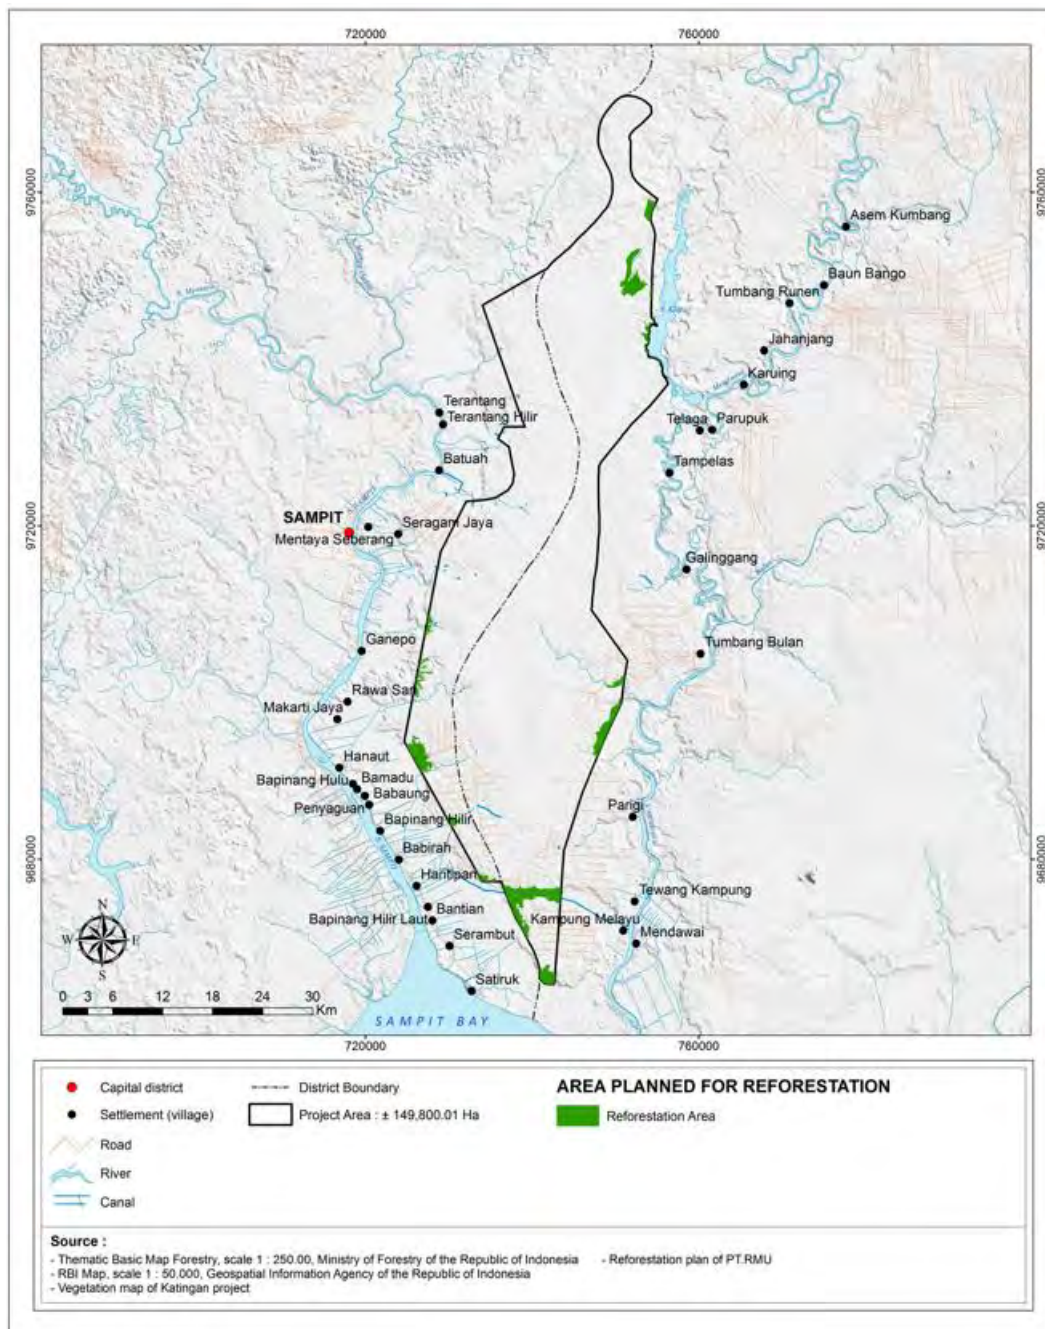 720000
760000
9760000
9760000
Asem Kumbang
Baun Bango
Tumbang Runen
Jahanjang
Karuing
Terantang
Terantang Hilir
Telaga
Parupuk
Batuah
Tampelas
SAMPIT
Seragam Jaya
Mentaya Seberang
9720000
9720000
Galinggang
Ganepo
Tumbang Bulan
Rawa Sari
Makarti Jaya
Hanaut
Bapinang Hulu
Bamadu
Babaung
Penyaguan
Parigi
Bapinang Hilir
Babirah
9680000
9680000
Hantipan
Tewang Kampung
Bantian
Bapinang Hilir Laut
Kampung Melayu
Serambut
Mendawai
N
W
E
S
Satiruk
0 3 6 12 18 24 30
Km
SAMPIT BAY
720000
760000
Capital district
District Boundary
AREA PLANNED FOR REFORESTATION
Settlement (village)
Project Area : ± 149,800.01 Ha
Reforestation Area
Road
River
Canal
Source :
- Thematic Basic Map Forestry, scale 1 : 250.00, Ministry of Forestry of the Republic of Indonesia - Reforestation plan of PT.RMU
- RBI Map, scale 1 : 50,000, Geospatial Information Agency of the Republic of Indonesia
- Vegetation map of Katingan project